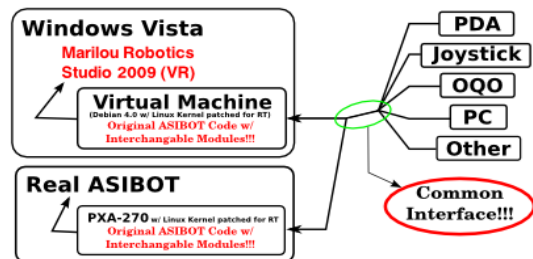 Windows Vista
Marilou Robotics
Studio 2009 (VR)
Virtual Machine
(Debian 4.0 w/ Linux Kernel patched for RT)
Original ASIBOT Code w/
Interchangable Modules!!!
Real ASIBOT
PXA-270 w/ Linux Kernel patched for RT
Original ASIBOT Code w/
Interchangable Modules!!!
PDA
Joystick
OQO
PC
Other
Common
Interface!!!